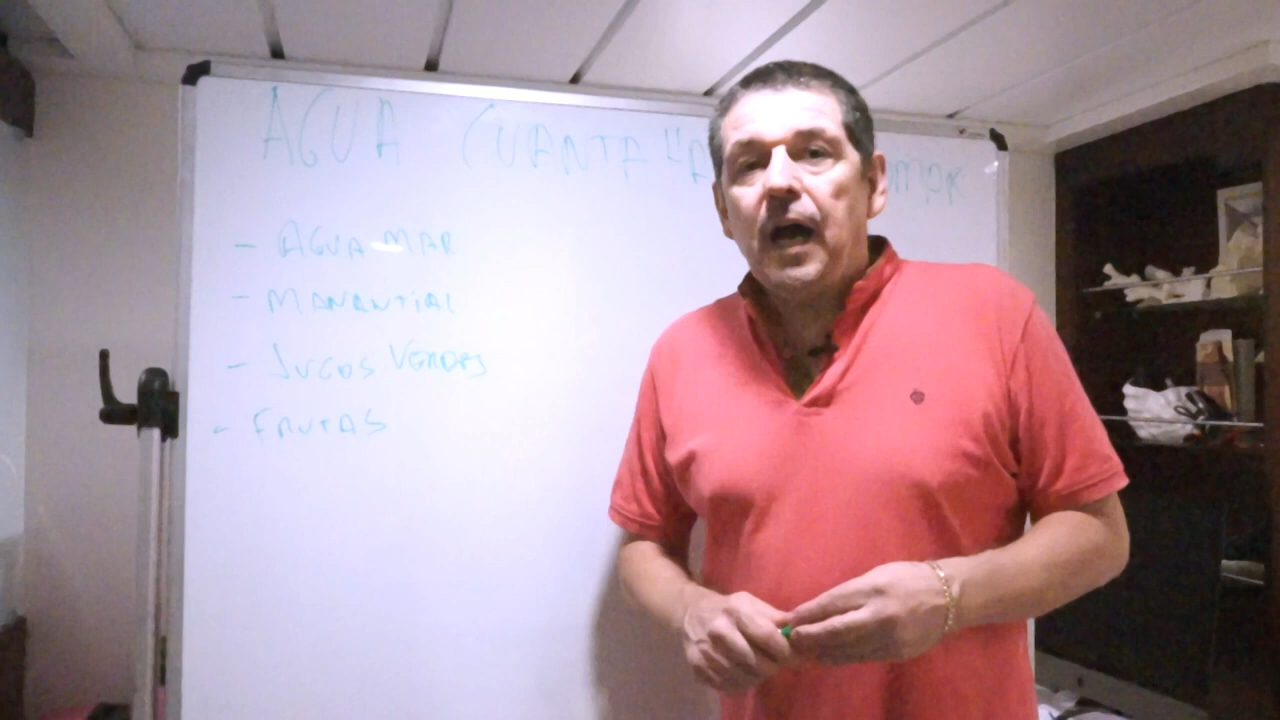 AGUA CUANTA
- AGUA MAR
- MANANTIAL
- JUGOS VERDES
- FRUTAS